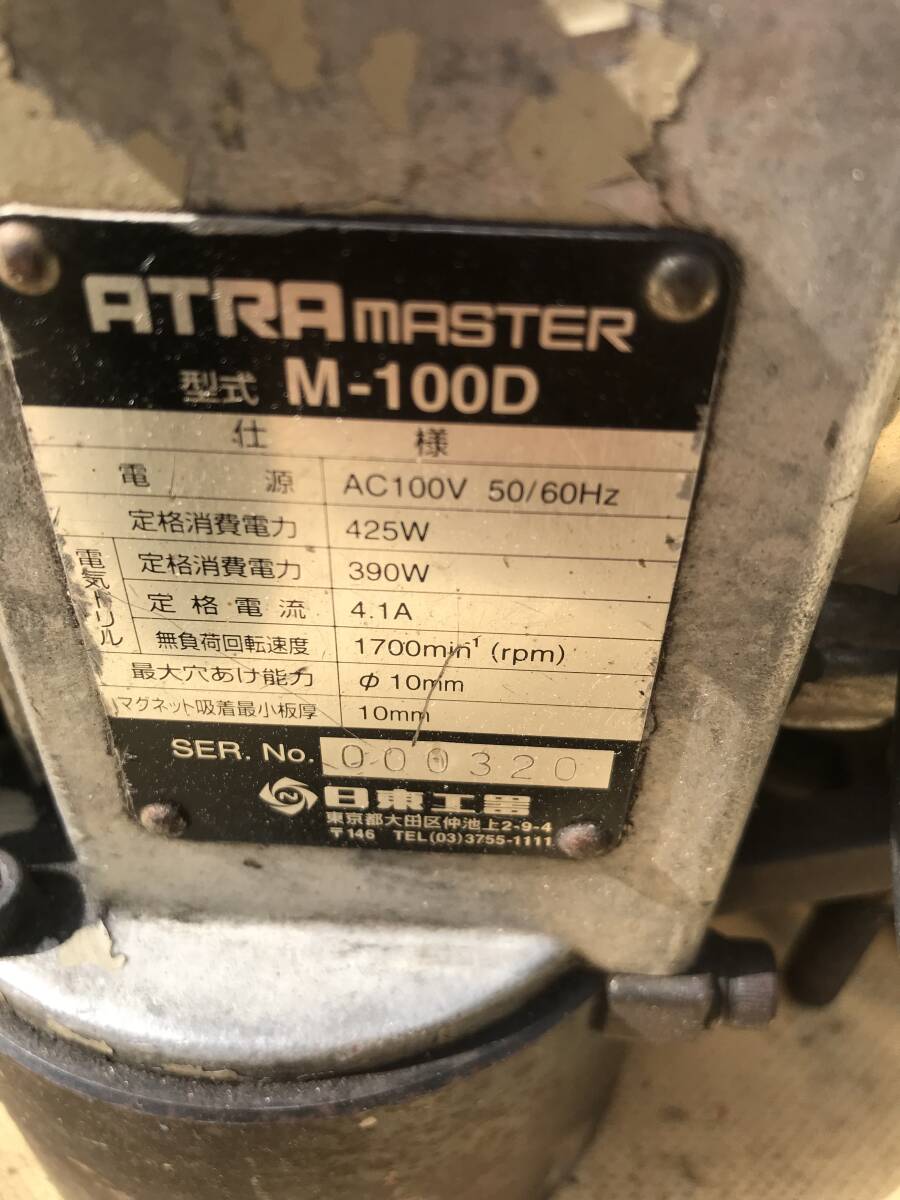 ATRA MASTER
型式 M-100D
仕様
電源 AC100V 50/60Hz
定格消費電力 425W
電気ドリル
定格消費電力 390W
定格電流 4.1A
無負荷回転速度 1700min¹ (rpm)
最大穴あけ能力 φ10mm
マグネット吸着最小板厚 10mm
SER. No. 000320
日東工器
東京都大田区仲池上2-9-4
〒146 TEL(03)3755-1111